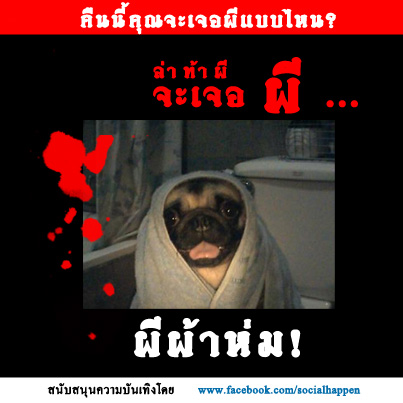 คืนนี้คุณจะเจอผีแบบไหน?
ล่า ท้า ผี
จะเจอ ผี ...
ผีผ้าห่ม!
สนับสนุนความบันเทิงโดย www.facebook.com/socialhappen